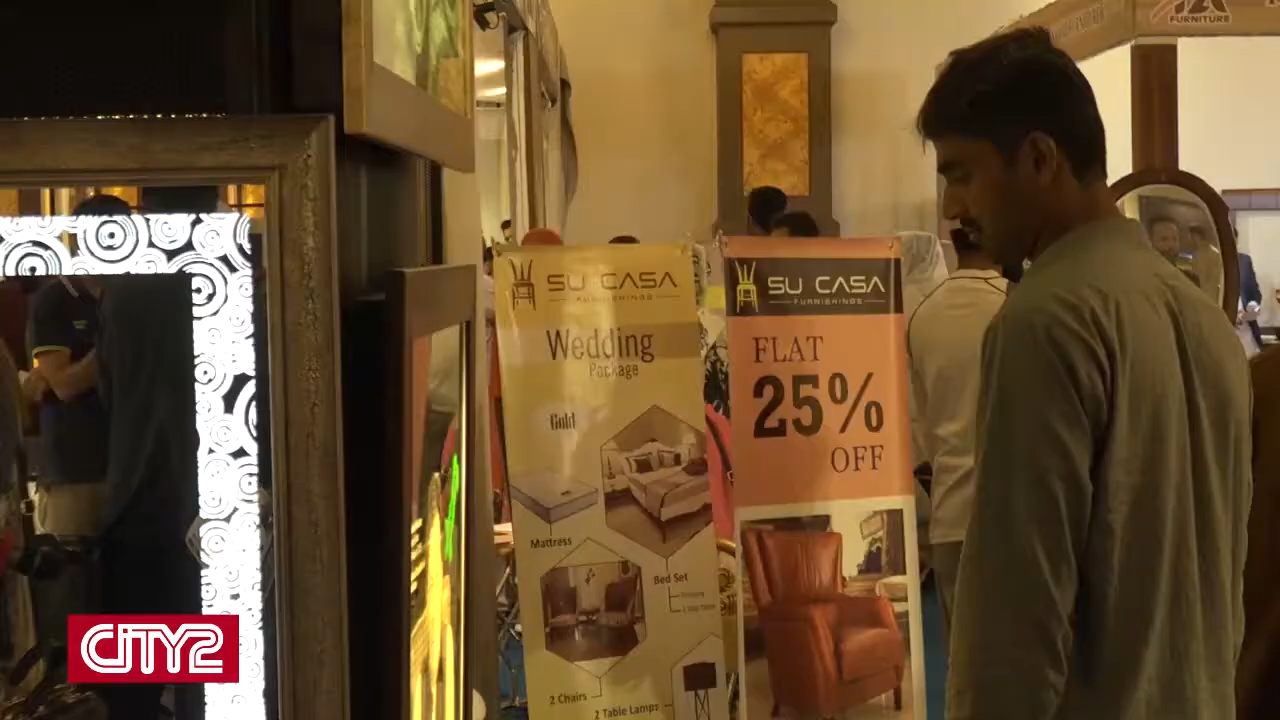 FURNITURE
SU CASA
FURNISHINGS
Wedding
Package
Gold
Mattress
Bed Set
2 Chairs
2 Table Lamps
SU CASA
FURNISHINGS
FLAT
25%
OFF
CITY2